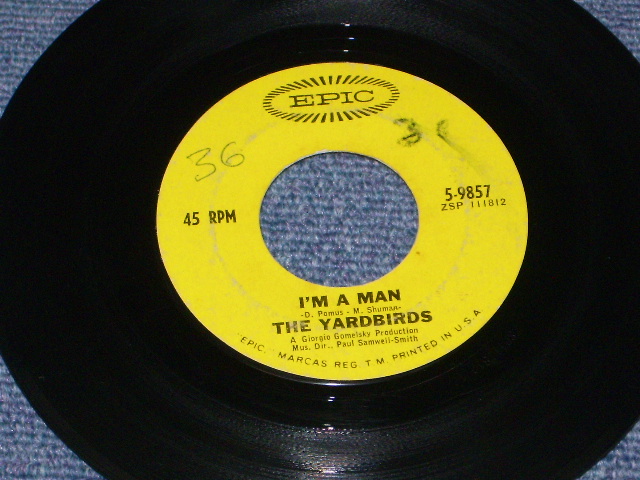 EPIC
36
36
45 RPM
5-9857
ZSP 111812
I'M A MAN
-D. Pomus - M. Shuman-
THE YARDBIRDS
A Giorgio Gomelsky Production
Mus. Dir., Paul Samwell-Smith
"EPIC", MARCAS REG. T.M. PRINTED IN U.S.A.